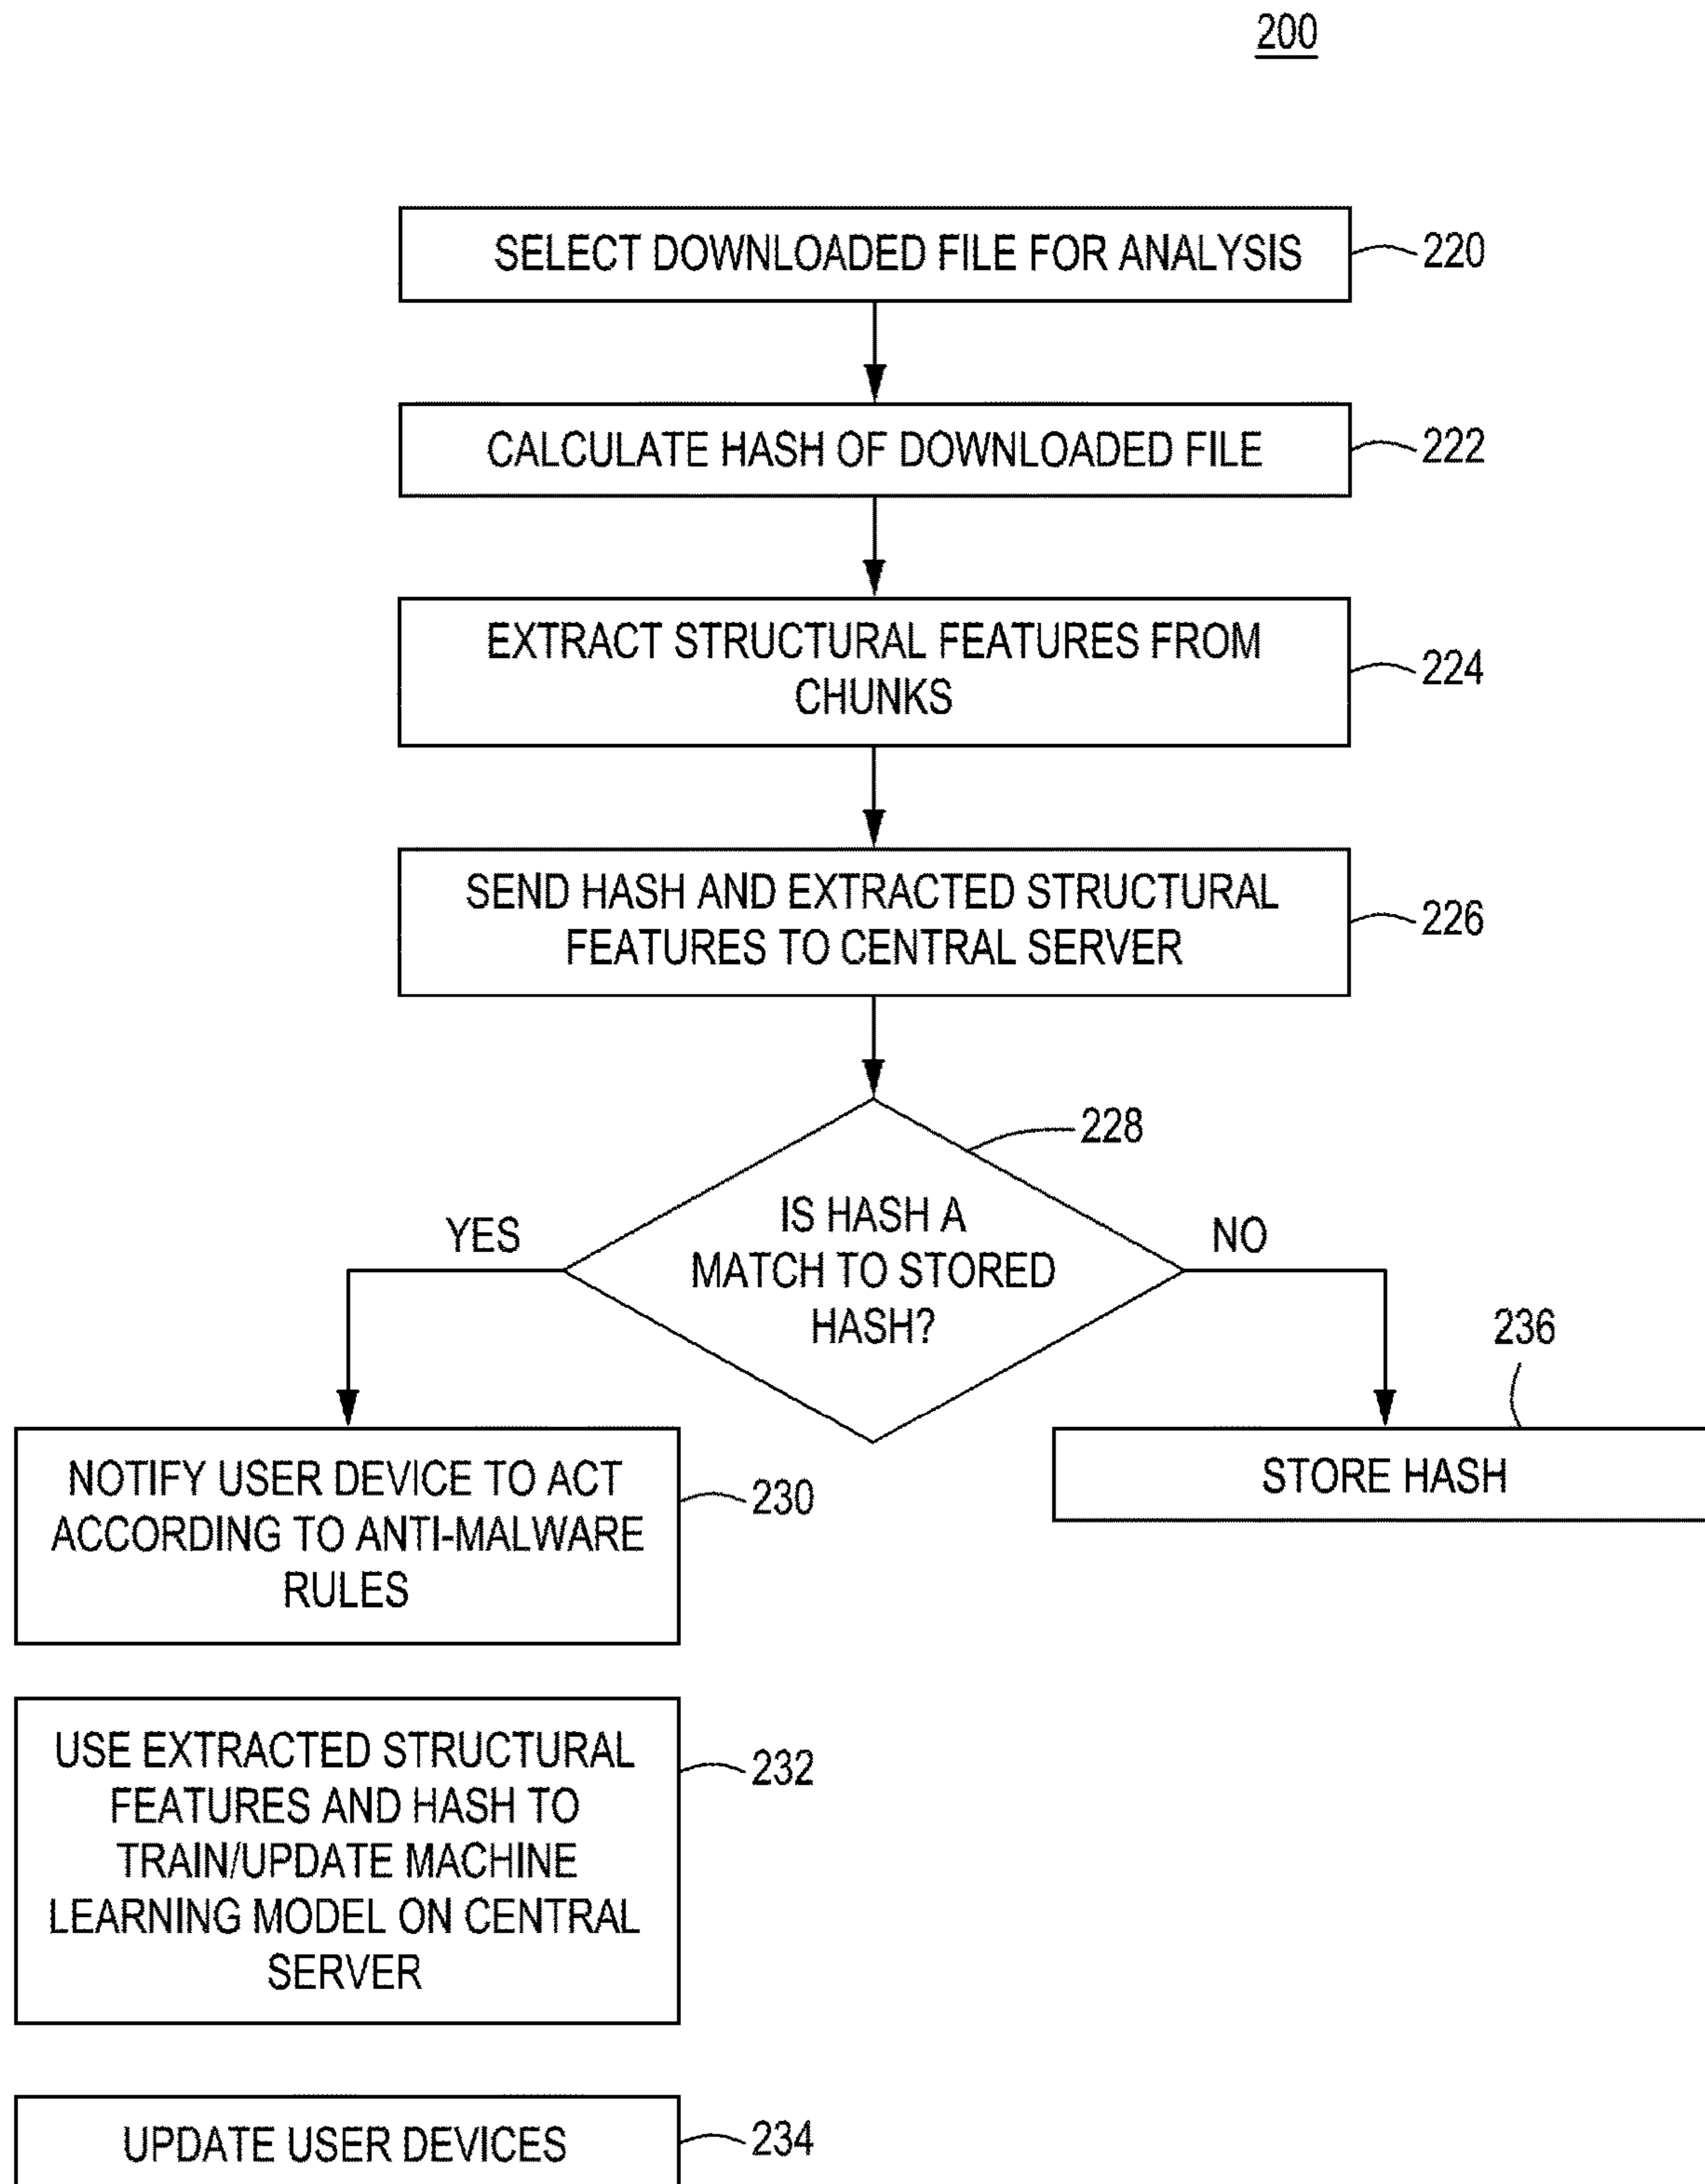 200
SELECT DOWNLOADED FILE FOR ANALYSIS
220
CALCULATE HASH OF DOWNLOADED FILE
222
EXTRACT STRUCTURAL FEATURES FROM
CHUNKS
224
SEND HASH AND EXTRACTED STRUCTURAL
FEATURES TO CENTRAL SERVER
226
228
IS HASH A
MATCH TO STORED
HASH?
YES
NO
236
NOTIFY USER DEVICE TO ACT
ACCORDING TO ANTI-MALWARE
RULES
230
STORE HASH
USE EXTRACTED STRUCTURAL
FEATURES AND HASH TO
TRAIN/UPDATE MACHINE
LEARNING MODEL ON CENTRAL
SERVER
232
UPDATE USER DEVICES
234